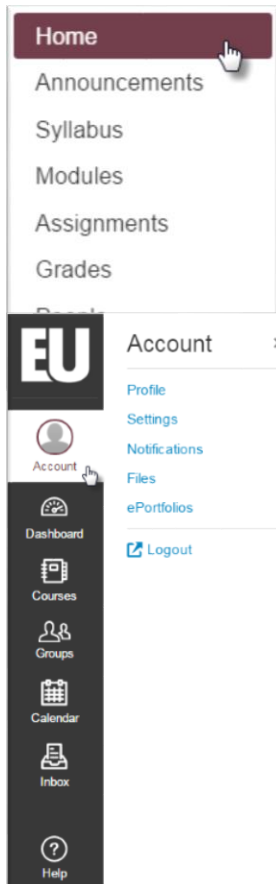 Home
Announcements
Syllabus
Modules
Assignments
Grades
EU
Account
Profile
Settings
Notifications
Files
ePortfolios
Logout
Account
Dashboard
Courses
Groups
Calendar
Inbox
Help